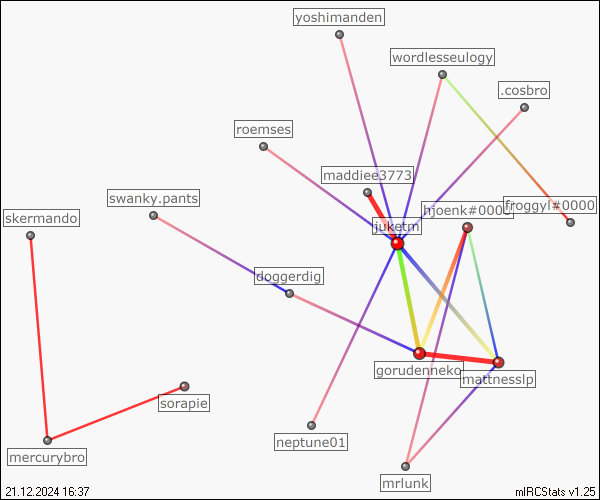 yoshimanden
wordlesseulogy
.cosbro
roemses
maddiee3773
swanky.pants
hjoenk#0000
froggyl#0000
skermando
juketm
doggerdig
gorudenneko
mattnesslp
sorapie
neptune01
mercurybro
mrlunk
21.12.2024 16:37
mIRCStats v1.25